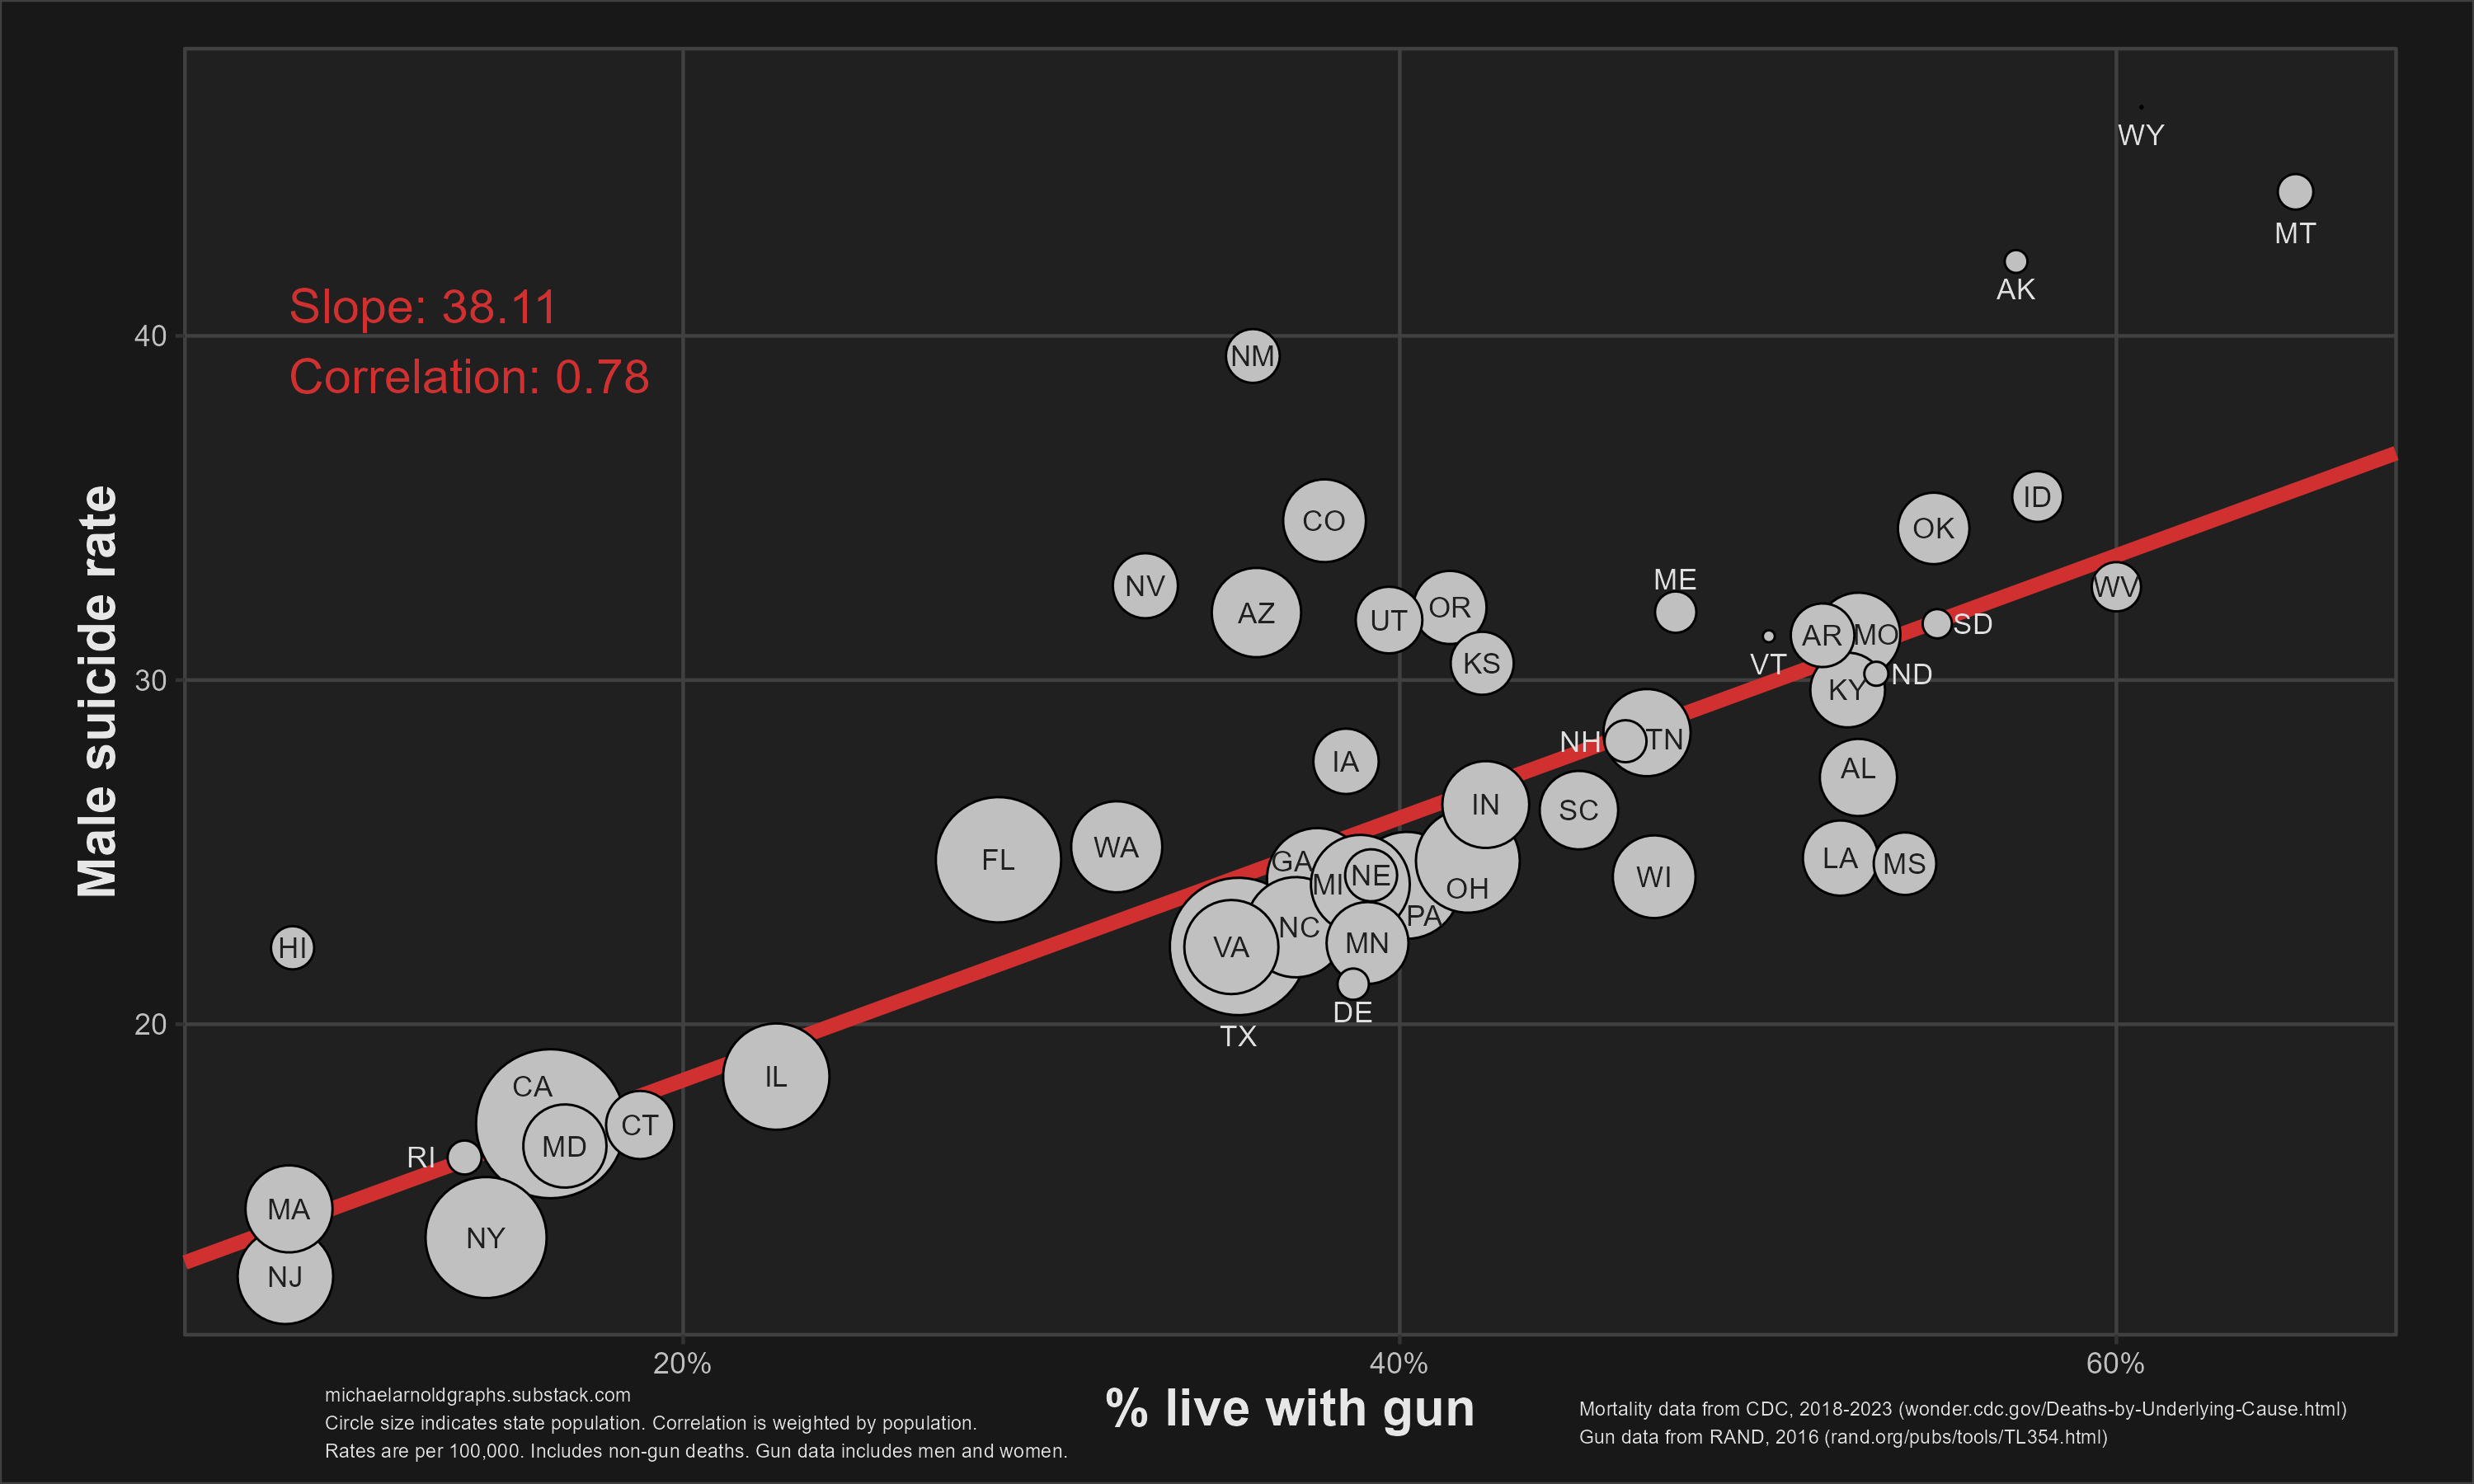 WY
MT
AK
Slope: 38.11
40
NM
Correlation: 0.78
Male suicide rate
ID
CO
OK
NV
ME
WV
AZ
UT
OR
SD
AR
MO
KS
VT
ND
30
KY
NH
TN
IA
AL
IN
SC
FL
WA
GA
LA
MS
MI
NE
WI
OH
PA
HI
VA
NC
MN
DE
20
TX
CA
IL
CT
MD
RI
MA
NY
NJ
20%
40%
60%
% live with gun
michaelarnoldgraphs.substack.com
Circle size indicates state population. Correlation is weighted by population.
Rates are per 100,000. Includes non-gun deaths. Gun data includes men and women.
Mortality data from CDC, 2018-2023 (wonder.cdc.gov/Deaths-by-Underlying-Cause.html)
Gun data from RAND, 2016 (rand.org/pubs/tools/TL354.html)